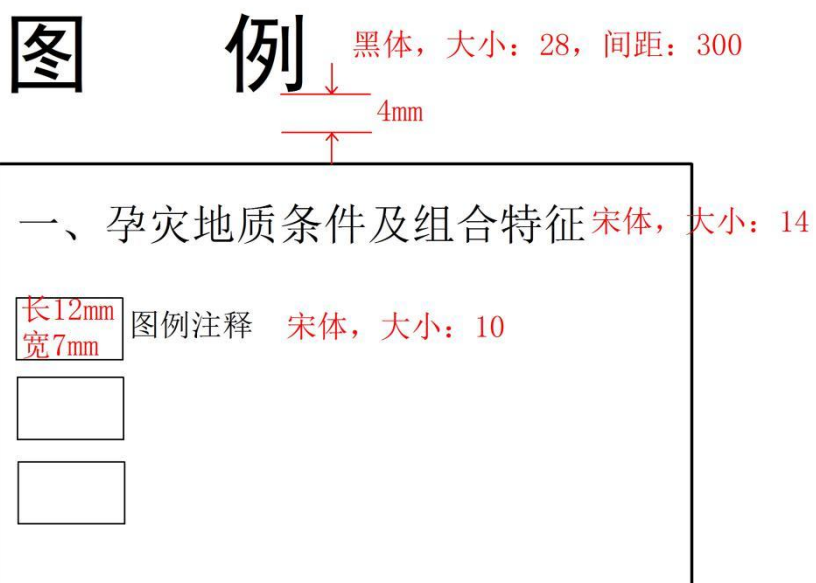 图 例 黑体，大小：28，间距：300
4mm
一、孕灾地质条件及组合特征 宋体，大小：14
长12mm
宽7mm
图例注释 宋体，大小：10